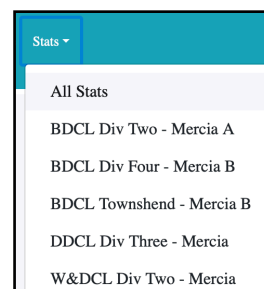 Stats
All Stats
BDCL Div Two - Mercia A
BDCL Div Four - Mercia B
BDCL Townshend - Mercia B
DDCL Div Three - Mercia
W&DCL Div Two - Mercia